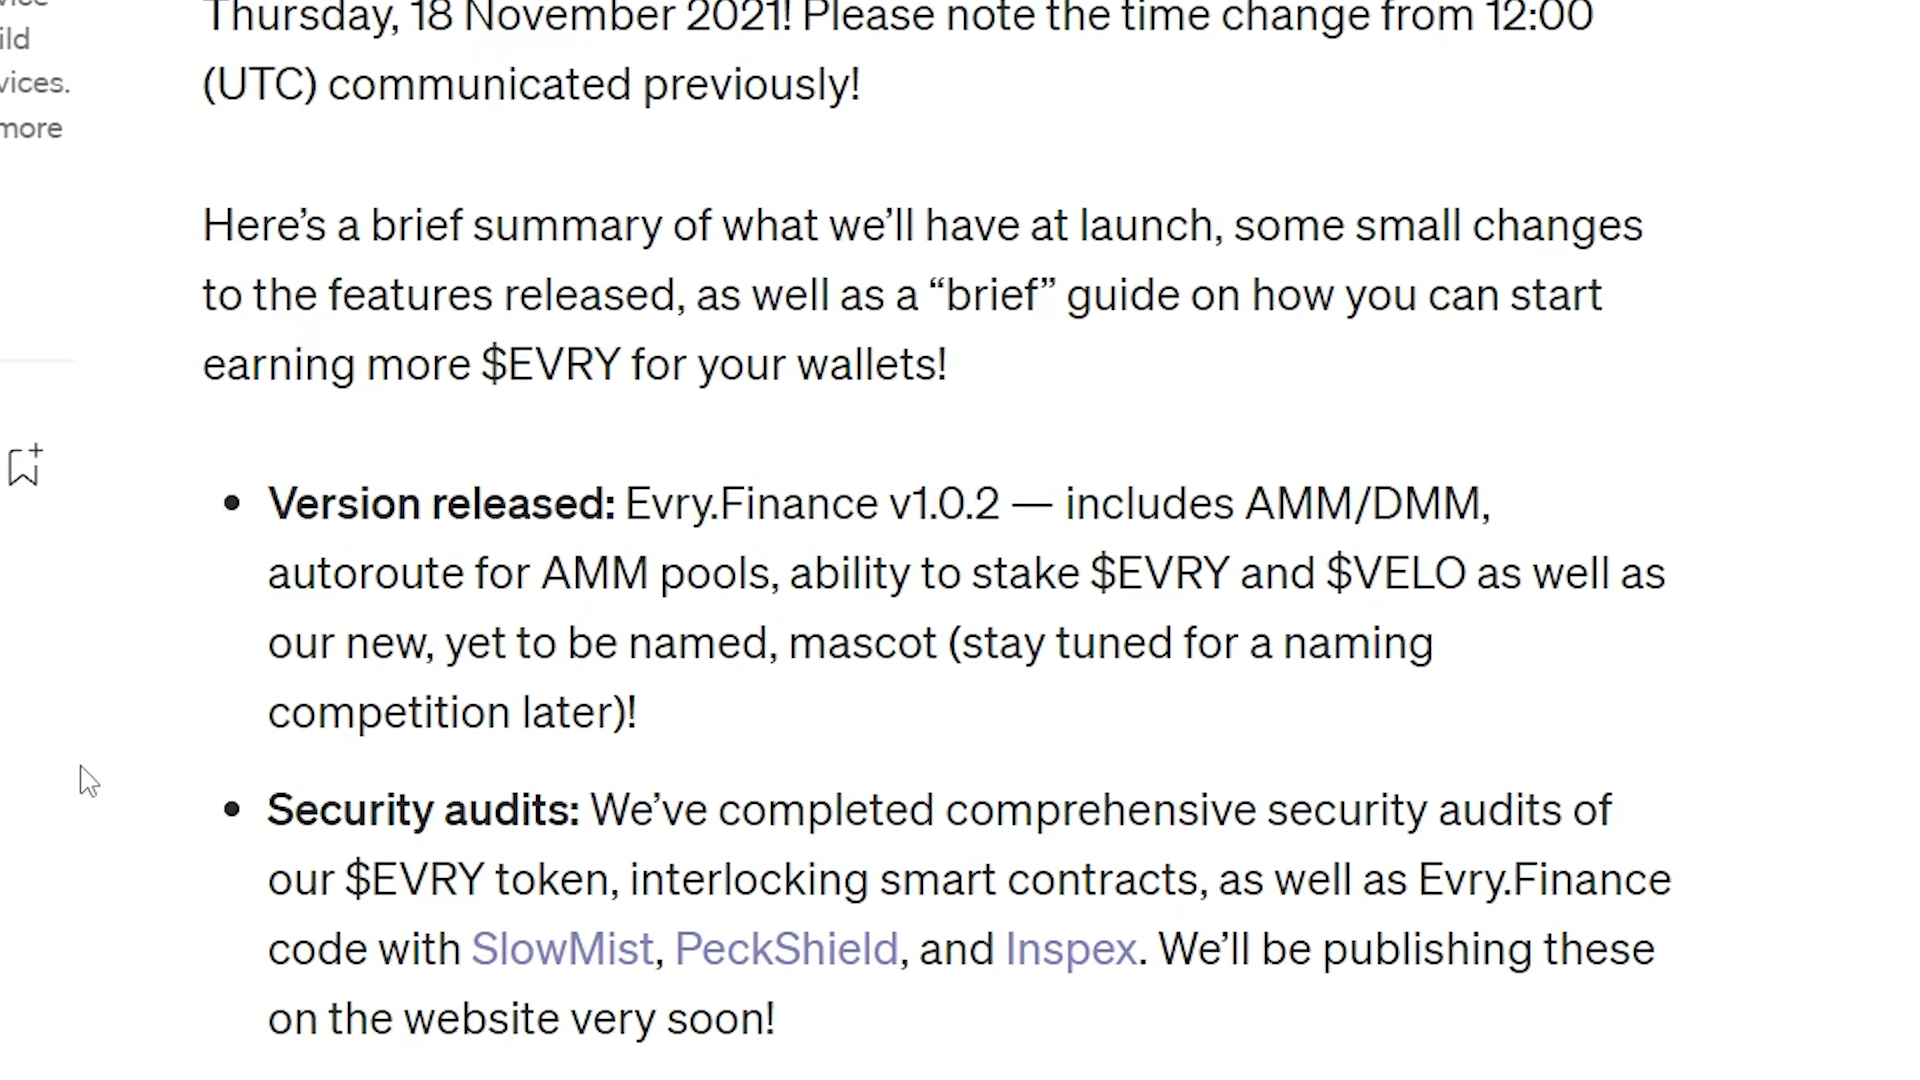 ild
vices.
more
Thursday, 18 November 2021! Please note the time change from 12:00
(UTC) communicated previously!
Here’s a brief summary of what we’ll have at launch, some small changes
to the features released, as well as a “brief” guide on how you can start
earning more $EVRY for your wallets!
• Version released: Evry.Finance v1.0.2 — includes AMM/DMM,
autoroute for AMM pools, ability to stake $EVRY and $VELO as well as
our new, yet to be named, mascot (stay tuned for a naming
competition later)!
• Security audits: We’ve completed comprehensive security audits of
our $EVRY token, interlocking smart contracts, as well as Evry.Finance
code with SlowMist, PeckShield, and Inspex. We’ll be publishing these
on the website very soon!